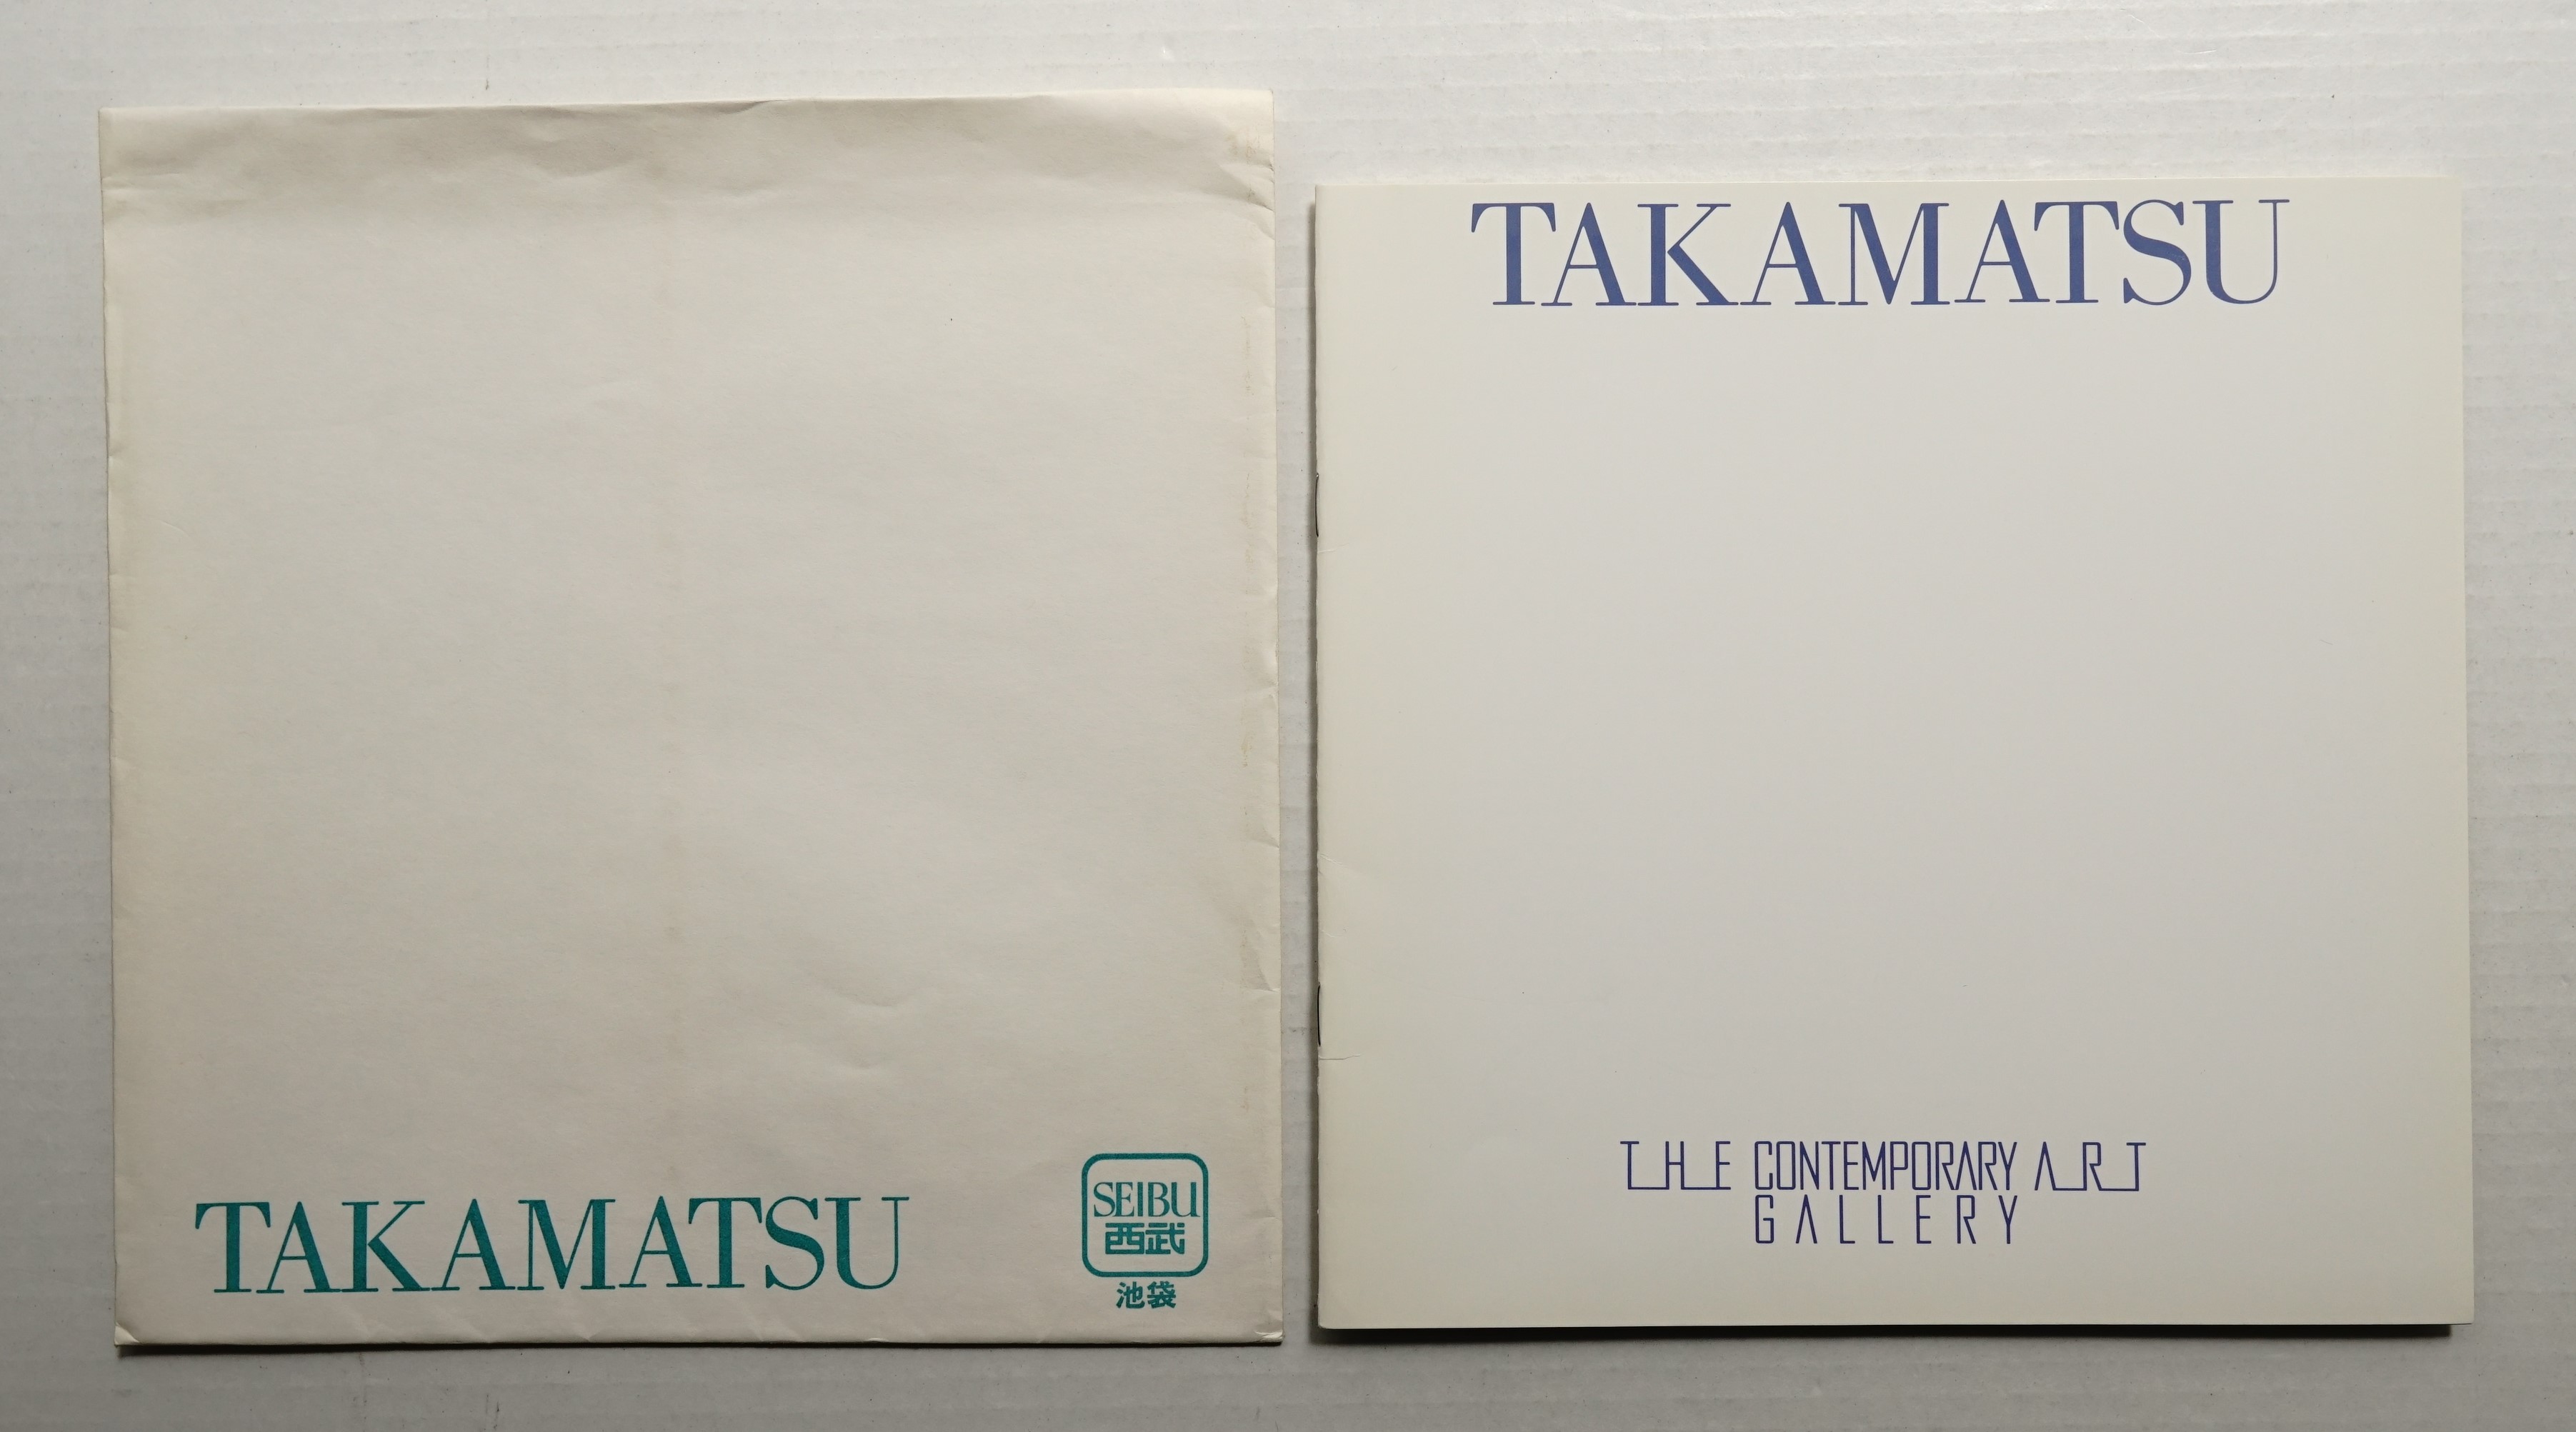 TAKAMATSU
SEIBU
西武
池袋
TAKAMATSU
THE CONTEMPORARY ART
GALLERY